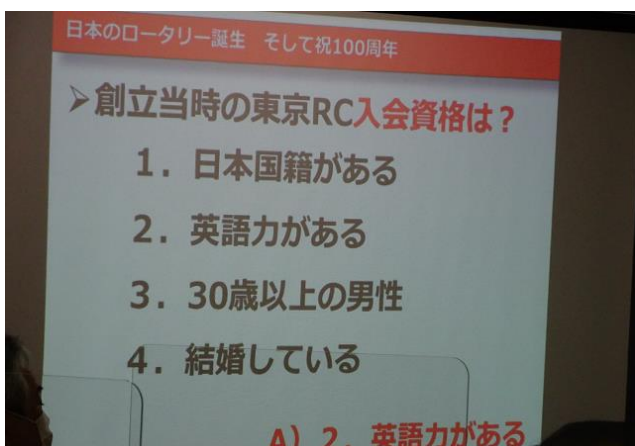 日本のロータリー誕生 そして祝100周年
➢創立当時の東京RC入会資格は？
1．日本国籍がある
2．英語力がある
3．30歳以上の男性
4．結婚している
A）2．英語力がある